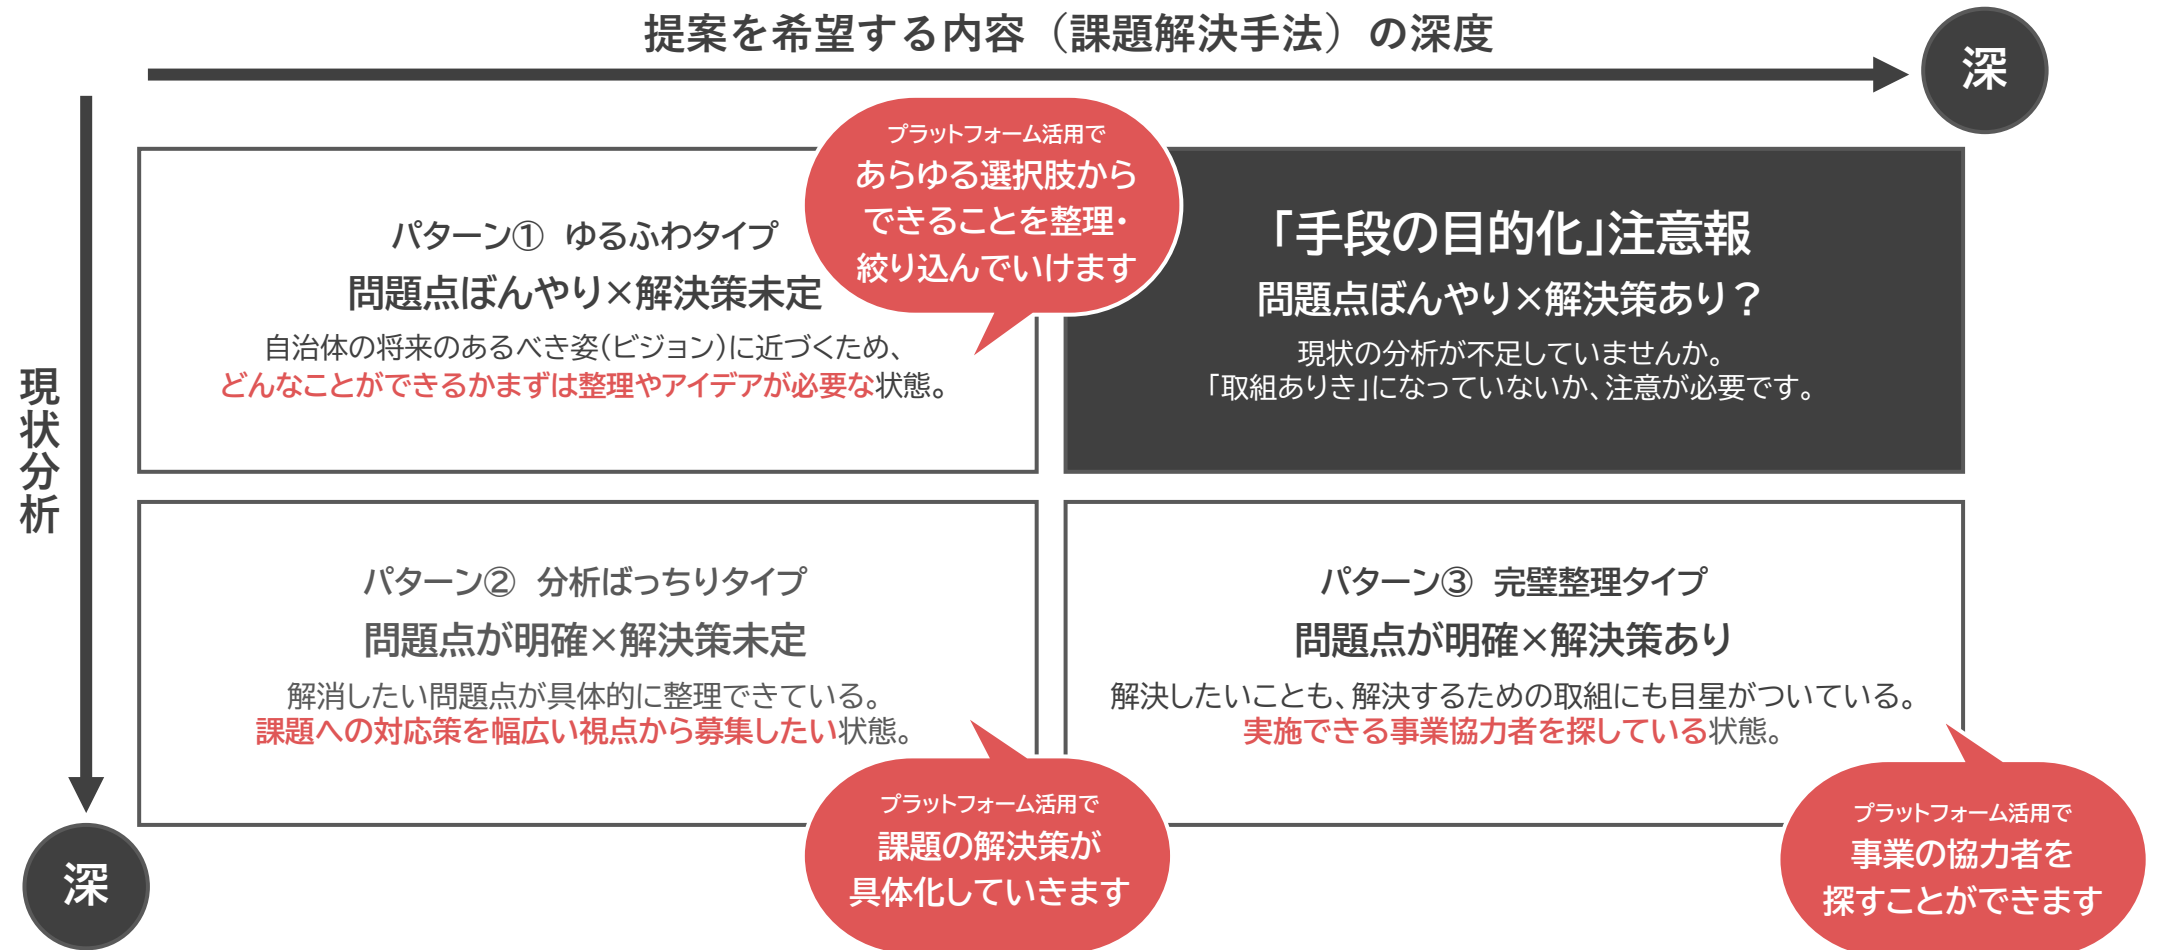 提案を希望する内容（課題解決手法）の深度
深
現状分析
深
プラットフォーム活用で
あらゆる選択肢から
できることを整理・
絞り込んでいけます
パターン①　ゆるふわタイプ
問題点ぼんやり×解決策未定
自治体の将来のあるべき姿（ビジョン）に近づくため、
どんなことができるかまずは整理やアイデアが必要な状態。
「手段の目的化」注意報
問題点ぼんやり×解決策あり？
現状の分析が不足していませんか。
「取組ありき」になっていないか、注意が必要です。
パターン②　分析ばっちりタイプ
問題点が明確×解決策未定
解消したい問題点が具体的に整理できている。
課題への対応策を幅広い視点から募集したい状態。
プラットフォーム活用で
課題の解決策が
具体化していきます
パターン③　完璧整理タイプ
問題点が明確×解決策あり
解決したいことも、解決するための取組にも目星がついている。
実施できる事業協力者を探している状態。
プラットフォーム活用で
事業の協力者を
探すことができます